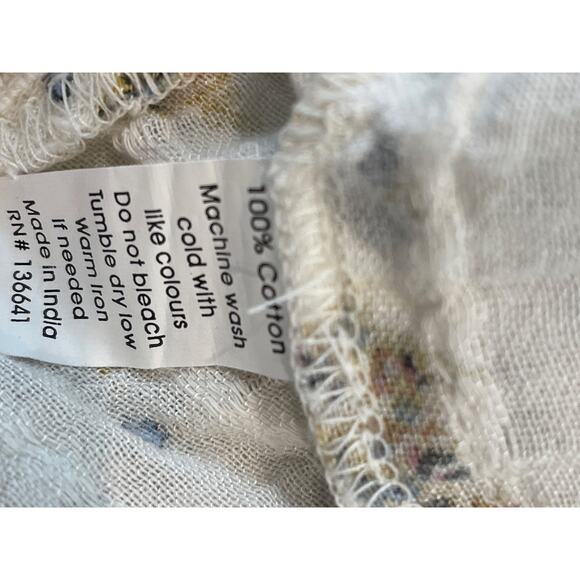 100% Cotton
Machine wash
cold with
like colours
Do not bleach
Tumble dry low
Warm Iron
If needed
Made in India
RN# 136641